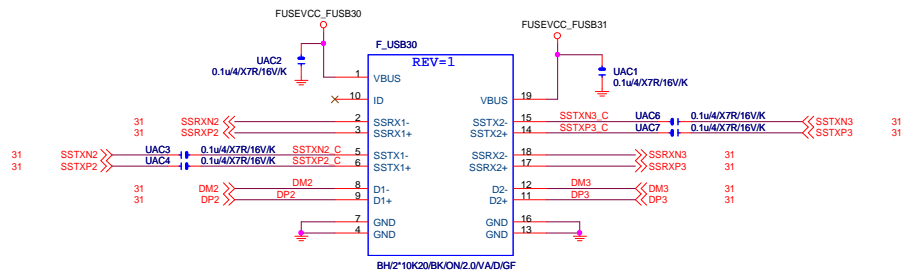 FUSEVCC_FUSB30
FUSEVCC_FUSB31
F_USB30
REV=1
UAC2
0.1u/4/X7R/16V/K
UAC1
0.1u/4/X7R/16V/K
1 VBUS
10 ID
VBUS 19
31 SSRXN2 2 SSRX1-
31 SSRXP2 3 SSRX1+
SSTX2- 15 SSTXN3_C UAC6 0.1u/4/X7R/16V/K SSTXN3 31
SSTX2+ 14 SSTXP3_C UAC7 0.1u/4/X7R/16V/K SSTXP3 31
31 SSTXN2 UAC3 0.1u/4/X7R/16V/K SSTXN2_C 5 SSTX1-
31 SSTXP2 UAC4 0.1u/4/X7R/16V/K SSTXP2_C 6 SSTX1+
SSRX2- 18 SSRXN3 31
SSRX2+ 17 SSRXP3 31
31 DM2 DM2 8 D1-
31 DP2 DP2 9 D1+
D2- 12 DM3 DM3 31
D2+ 11 DP3 DP3 31
7 GND
4 GND
GND 16
GND 13
BH/2*10K20/BK/ON/2.0/VA/D/GF